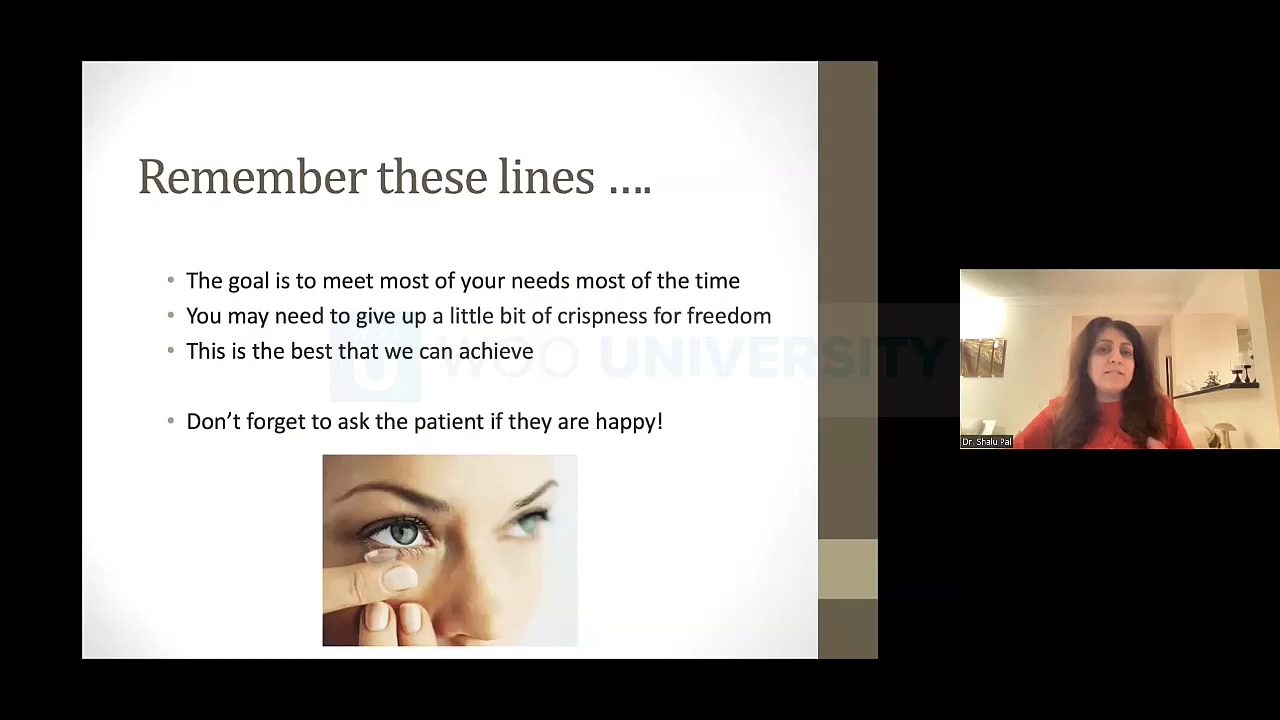 Remember these lines ....
• The goal is to meet most of your needs most of the time
• You may need to give up a little bit of crispness for freedom
• This is the best that we can achieve
• Don't forget to ask the patient if they are happy!
WOO UNIVERSITY
Dr. Shalu Pal